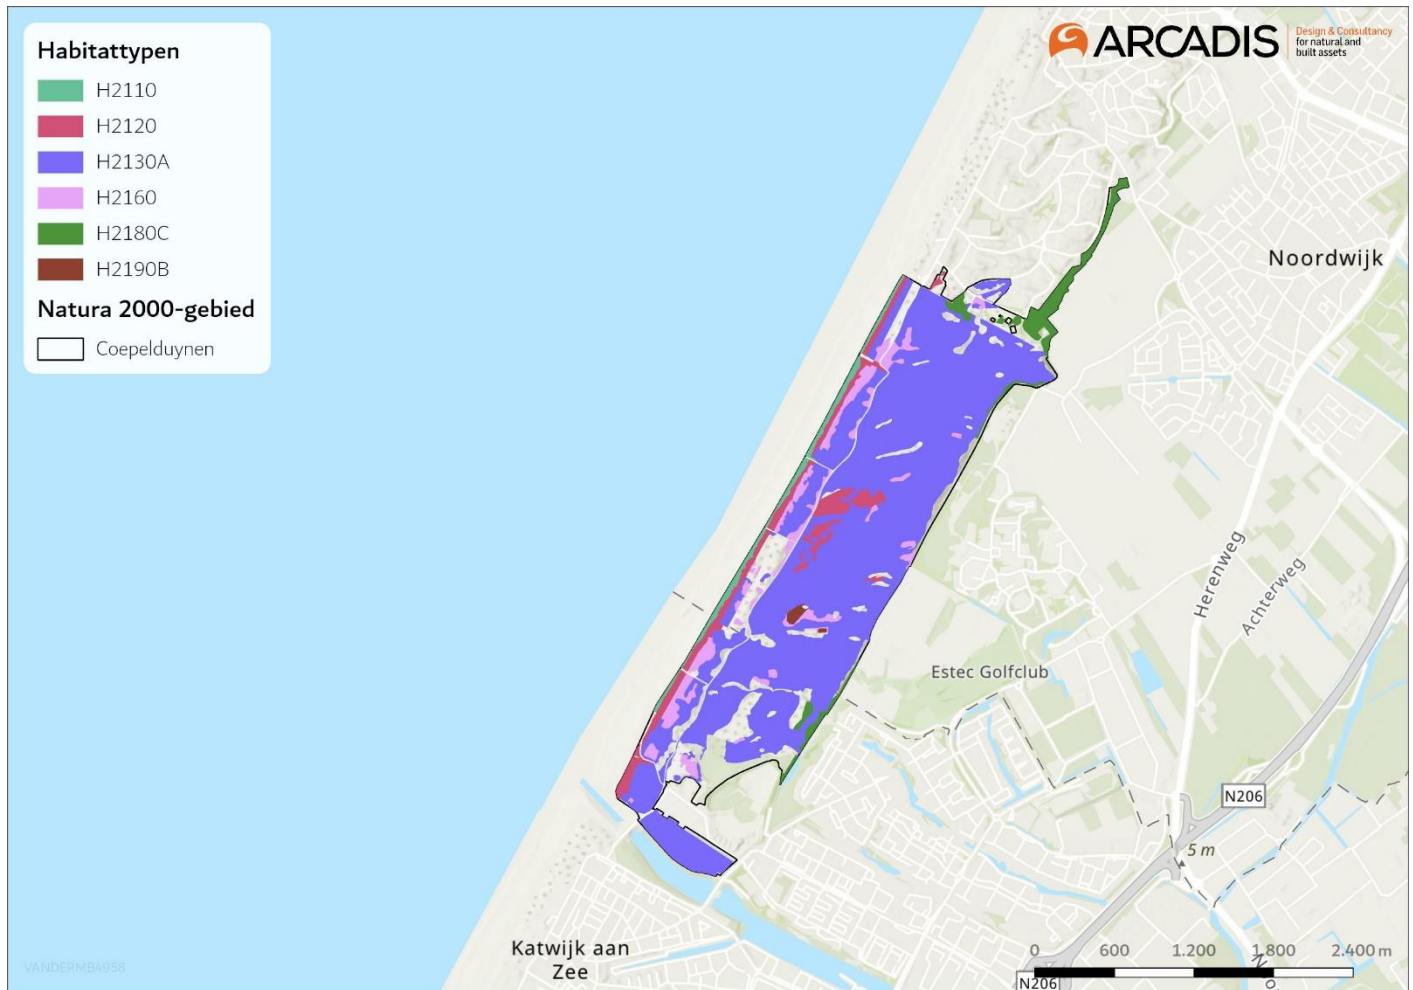 Habitattypen
H2110
H2120
H2130A
H2160
H2180C
H2190B
Natura 2000-gebied
Coepelduynen
ARCADIS
Design & Consultancy
for natural and
built assets
Noordwijk
Herenweg
Achterweg
Estec Golfclub
N206
5 m
Katwijk aan
Zee
0 600 1.200 1.800 2.400 m
N206
VANDERMB4958